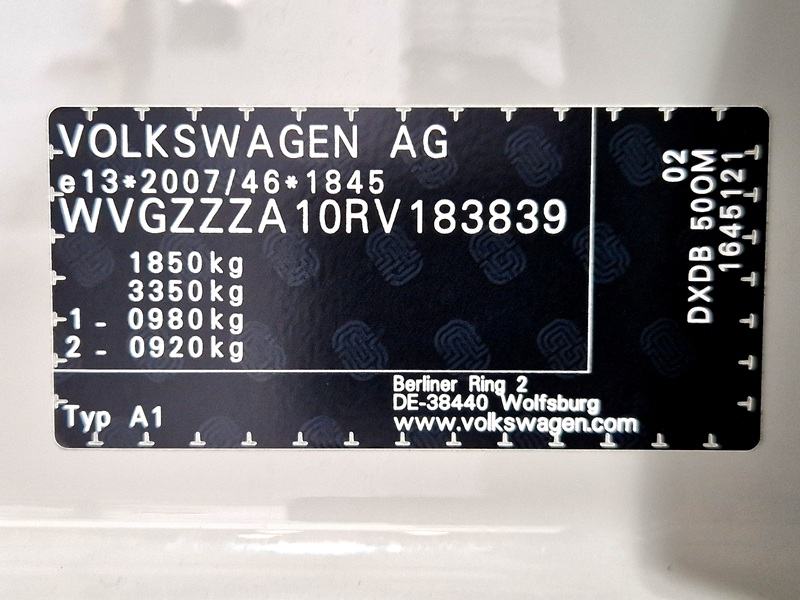 VOLKSWAGEN AG
e13*2007/46*1845
WVGZZZA10RV183839
1850kg
3350kg
1 - 0980kg
2 - 0920kg
Typ A1
Berliner Ring 2
DE-38440 Wolfsburg
www.volkswagen.com
02
DXDB 500M
1645121